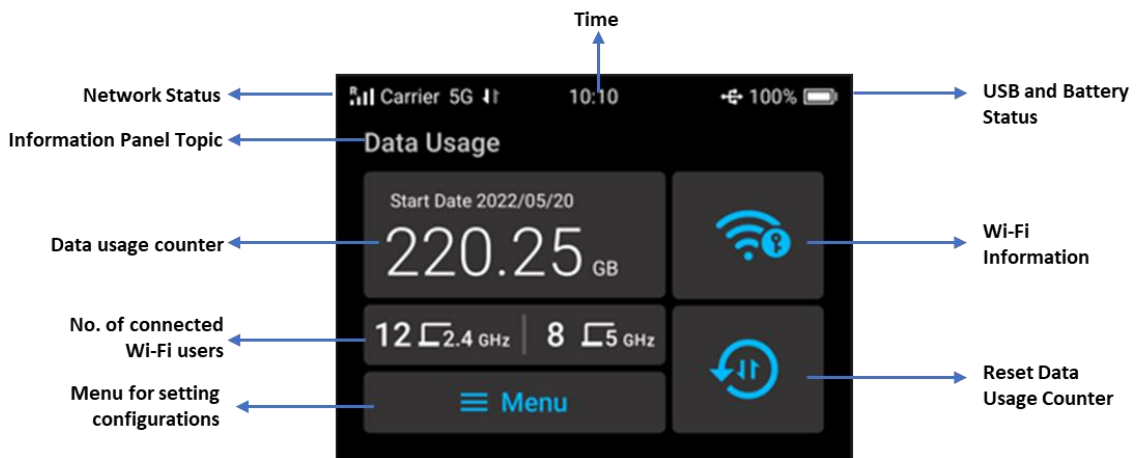 Time
Network Status
R Carrier 5G 10:10 100%
USB and Battery
Status
Information Panel Topic
Data Usage
Start Date 2022/05/20
Data usage counter
220.25 GB
Wi-Fi
Information
No. of connected
Wi-Fi users
12 2.4 GHz 8 5 GHz
Menu for setting
configurations
Menu
Reset Data
Usage Counter